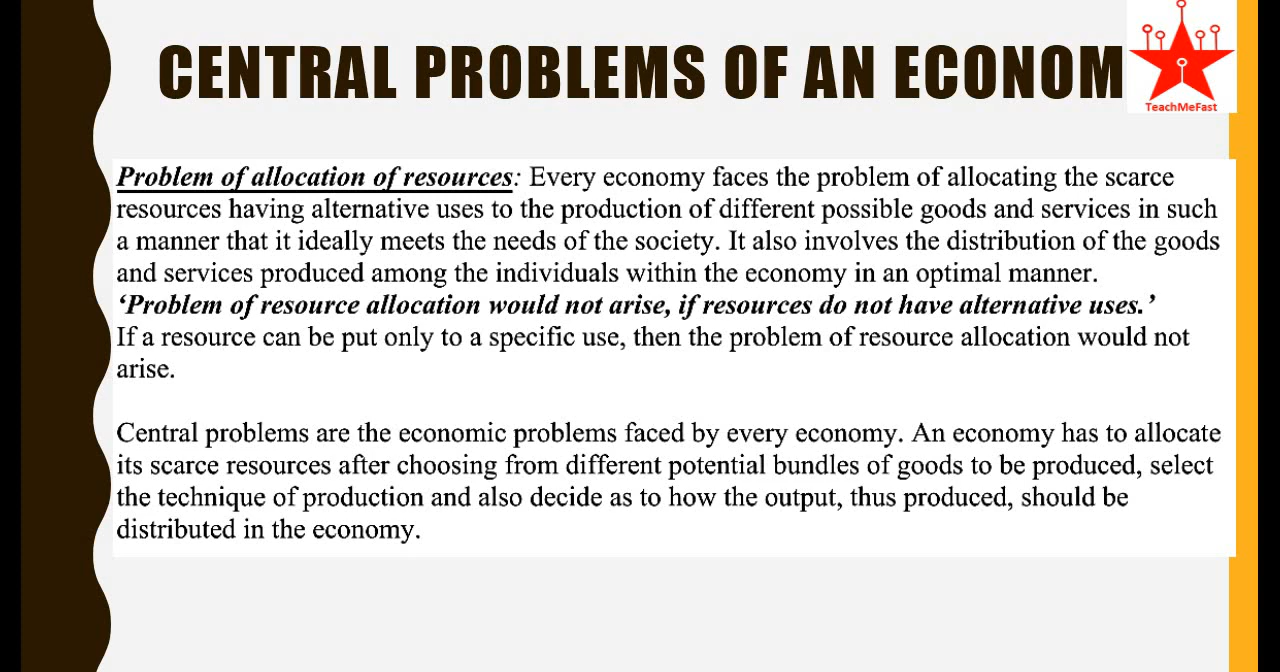 CENTRAL PROBLEMS OF AN ECONOM
TeachMeFast
Problem of allocation of resources: Every economy faces the problem of allocating the scarce
resources having alternative uses to the production of different possible goods and services in such
a manner that it ideally meets the needs of the society. It also involves the distribution of the goods
and services produced among the individuals within the economy in an optimal manner.
‘Problem of resource allocation would not arise, if resources do not have alternative uses.’
If a resource can be put only to a specific use, then the problem of resource allocation would not
arise.
Central problems are the economic problems faced by every economy. An economy has to allocate
its scarce resources after choosing from different potential bundles of goods to be produced, select
the technique of production and also decide as to how the output, thus produced, should be
distributed in the economy.